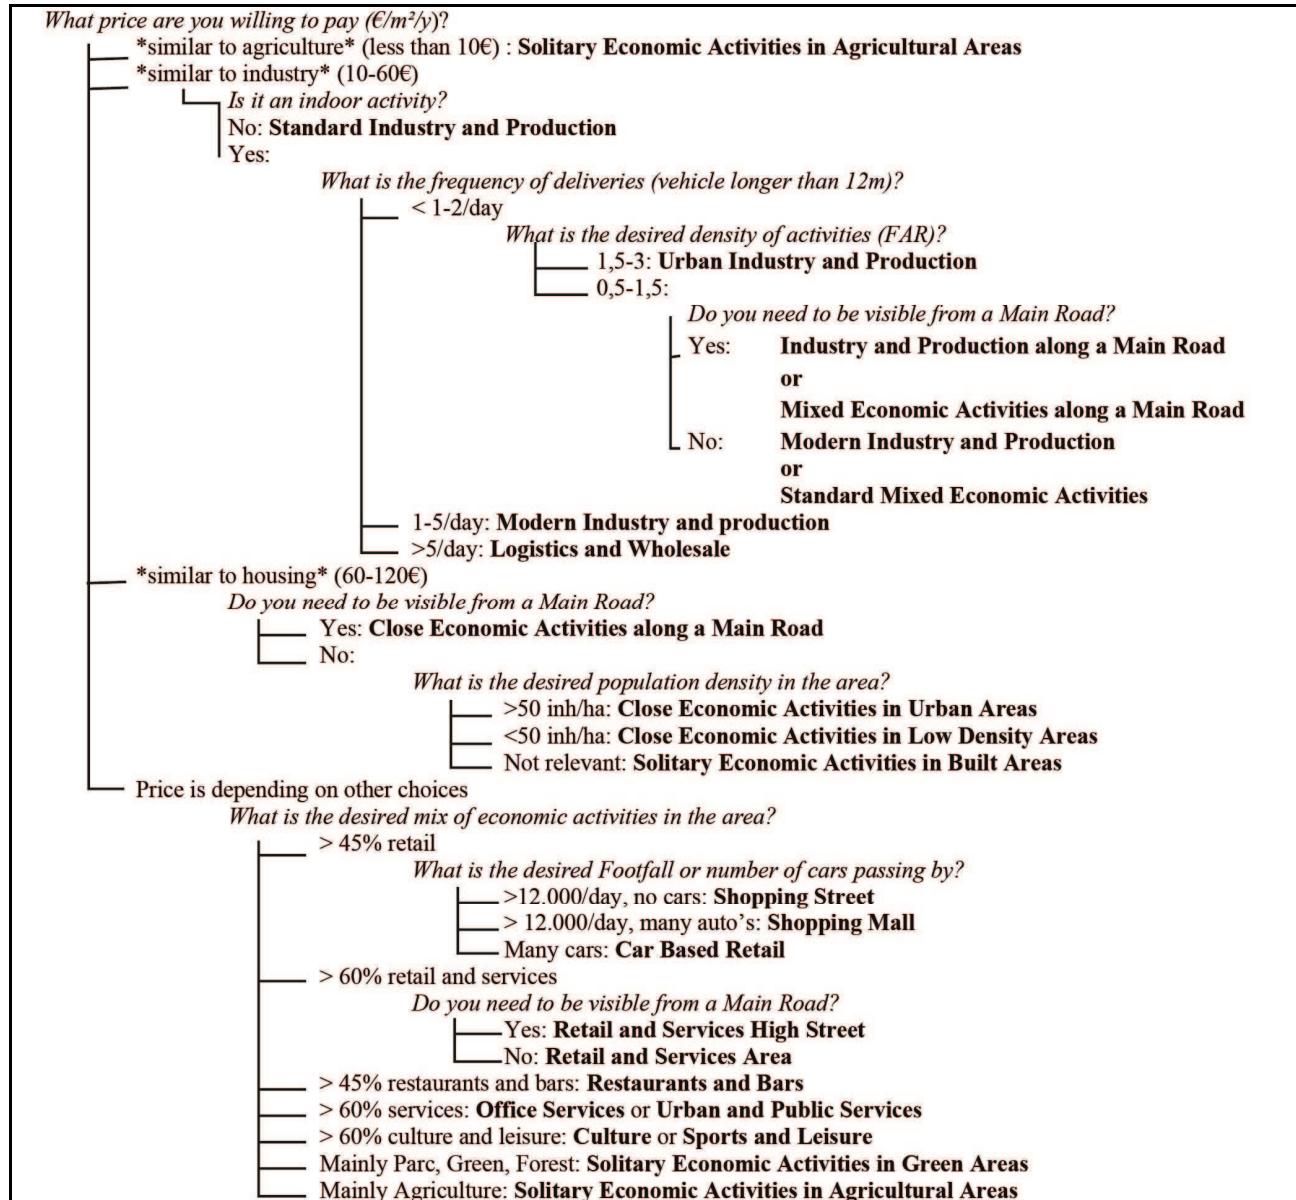 What price are you willing to pay (€/m²/y)?
*similar to agriculture* (less than 10€) : Solitary Economic Activities in Agricultural Areas
*similar to industry* (10-60€)
Is it an indoor activity?
No: Standard Industry and Production
Yes:
What is the frequency of deliveries (vehicle longer than 12m)?
< 1-2/day
What is the desired density of activities (FAR)?
1,5-3: Urban Industry and Production
0,5-1,5:
Do you need to be visible from a Main Road?
Yes: Industry and Production along a Main Road
or
Mixed Economic Activities along a Main Road
No: Modern Industry and Production
or
Standard Mixed Economic Activities
1-5/day: Modern Industry and production
>5/day: Logistics and Wholesale
*similar to housing* (60-120€)
Do you need to be visible from a Main Road?
Yes: Close Economic Activities along a Main Road
No:
What is the desired population density in the area?
>50 inh/ha: Close Economic Activities in Urban Areas
<50 inh/ha: Close Economic Activities in Low Density Areas
Not relevant: Solitary Economic Activities in Built Areas
Price is depending on other choices
What is the desired mix of economic activities in the area?
> 45% retail
What is the desired Footfall or number of cars passing by?
>12.000/day, no cars: Shopping Street
> 12.000/day, many auto's: Shopping Mall
Many cars: Car Based Retail
> 60% retail and services
Do you need to be visible from a Main Road?
Yes: Retail and Services High Street
No: Retail and Services Area
> 45% restaurants and bars: Restaurants and Bars
> 60% services: Office Services or Urban and Public Services
> 60% culture and leisure: Culture or Sports and Leisure
Mainly Parc, Green, Forest: Solitary Economic Activities in Green Areas
Mainly Agriculture: Solitary Economic Activities in Agricultural Areas